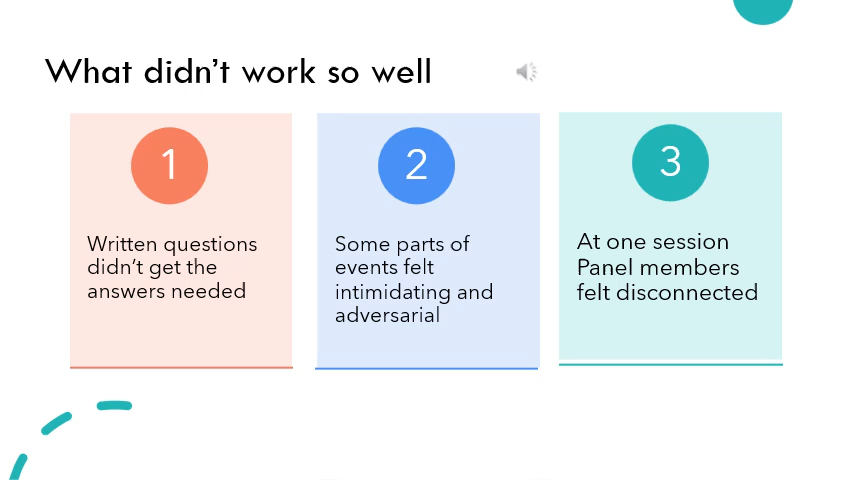 What didn’t work so well
1
Written questions
didn’t get the
answers needed
2
Some parts of
events felt
intimidating and
adversarial
3
At one session
Panel members
felt disconnected